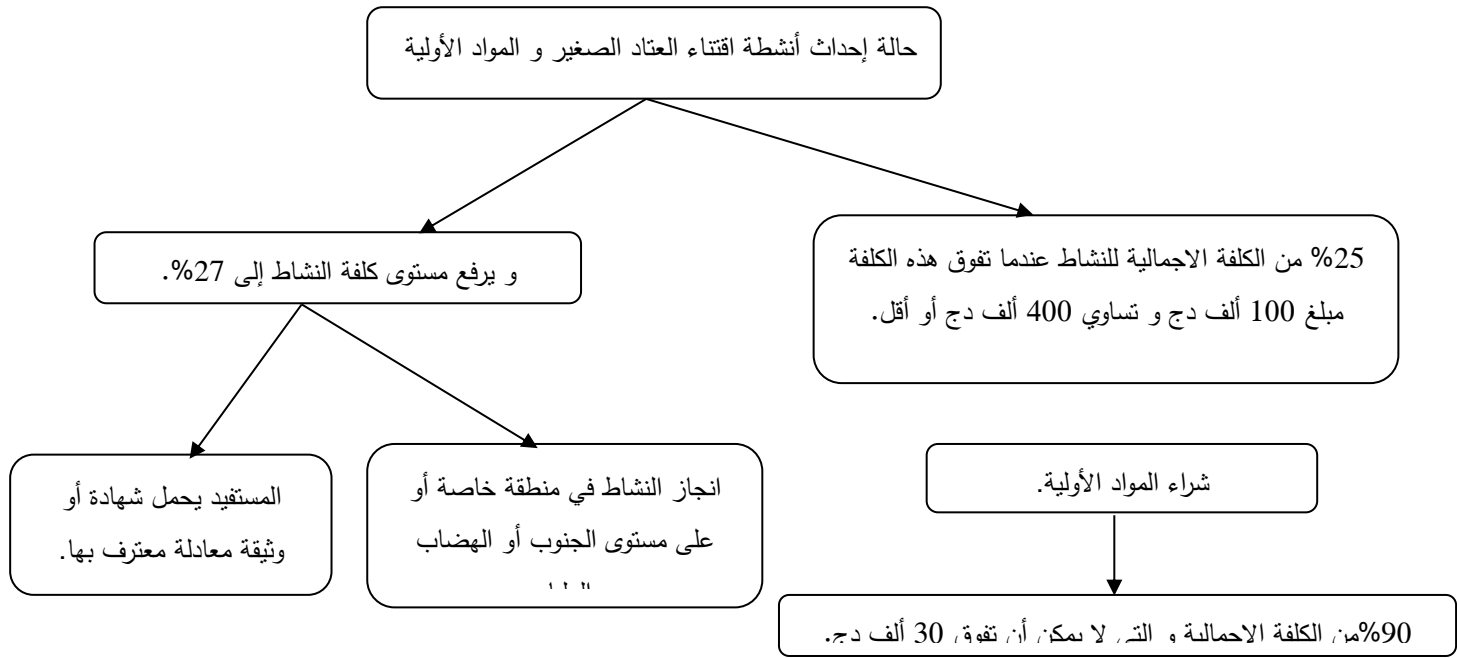 حالة إحداث أنشطة اقتناء العتاد الصغير و المواد الأولية
25% من الكلفة الاجمالية للنشاط عندما تفوق هذه الكلفة
مبلغ 100 ألف دج و تساوي 400 ألف دج أو أقل.
و يرفع مستوى كلفة النشاط إلى 27%.
انجاز النشاط في منطقة خاصة أو
على مستوى الجنوب أو الهضاب
المستفيد يحمل شهادة أو
وثيقة معادلة معترف بها.
شراء المواد الأولية.
90%من الكلفة الاجمالية و التي لا يمكن أن تفوق 30 ألف دج.